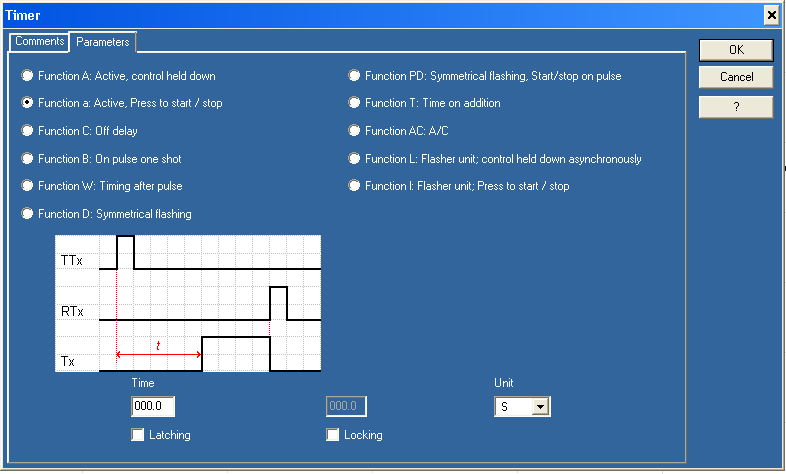 Timer
Comments Parameters
OK
Cancel
?
Function A: Active, control held down
Function a: Active, Press to start / stop
Function C: Off delay
Function B: On pulse one shot
Function W: Timing after pulse
Function D: Symmetrical flashing
Function PD: Symmetrical flashing, Start/stop on pulse
Function T: Time on addition
Function AC: A/C
Function L: Flasher unit; control held down asynchronously
Function I: Flasher unit; Press to start / stop
TTx
RTx
t
Tx
Time Unit
000.0 000.0 S
Latching Locking